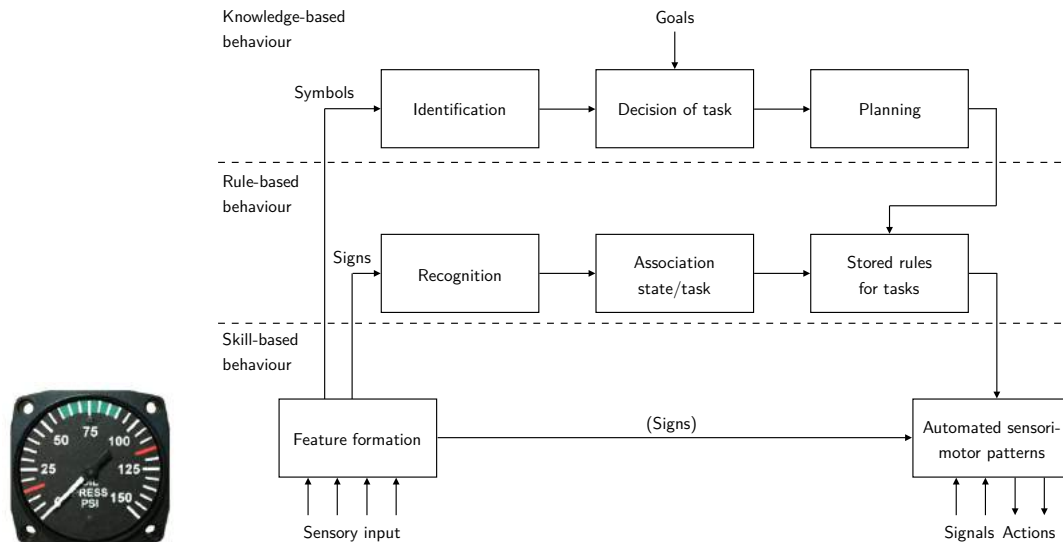 Knowledge-based
behaviour
Goals
Symbols
Identification
Decision of task
Planning
Rule-based
behaviour
Signs
Recognition
Association
state/task
Stored rules
for tasks
Skill-based
behaviour
Feature formation
(Signs)
Automated sensori-
motor patterns
Sensory input
Signals
Actions
75
50
100
25
125
150
PSI